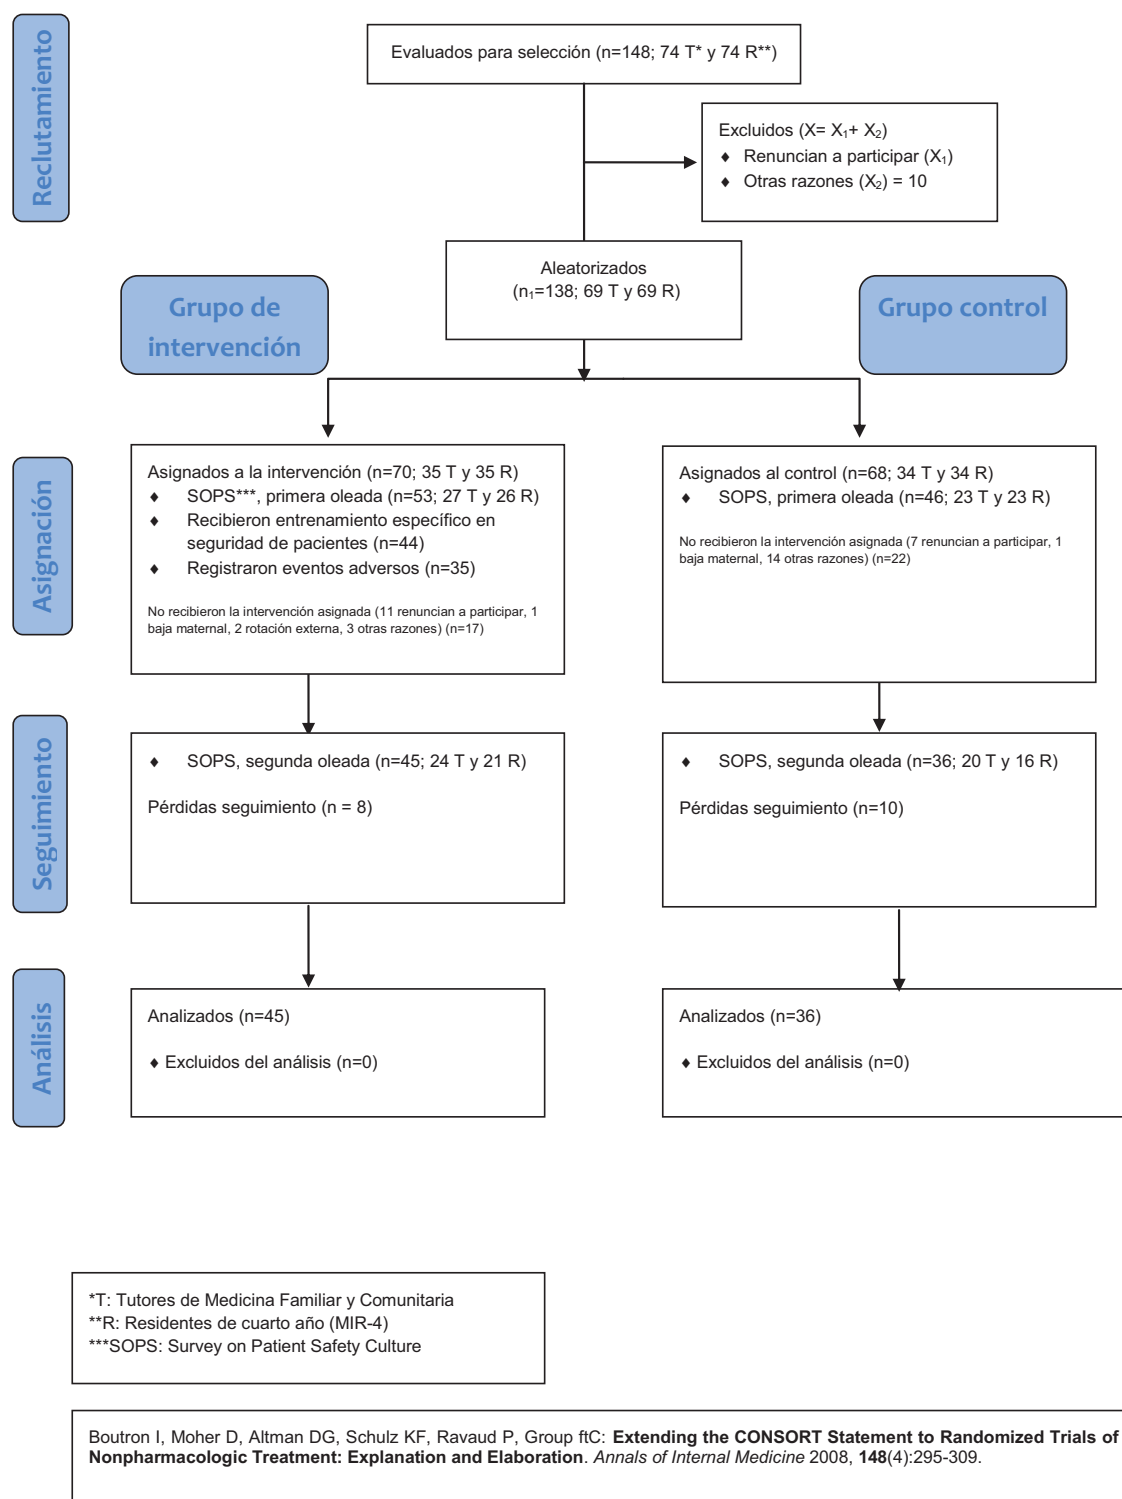 Reclutamiento
Evaluados para selección (n=148; 74 T* y 74 R**)
Excluidos (X= X₁+ X₂)
♦ Renuncian a participar (X₁)
♦ Otras razones (X₂) = 10
Aleatorizados
(n₁=138; 69 T y 69 R)
Grupo de
intervención
Grupo control
Asignación
Asignados a la intervención (n=70; 35 T y 35 R)
♦ SOPS***, primera oleada (n=53; 27 T y 26 R)
♦ Recibieron entrenamiento específico en
seguridad de pacientes (n=44)
♦ Registraron eventos adversos (n=35)
No recibieron la intervención asignada (11 renuncian a participar, 1
baja maternal, 2 rotación externa, 3 otras razones) (n=17)
Asignados al control (n=68; 34 T y 34 R)
♦ SOPS, primera oleada (n=46; 23 T y 23 R)
No recibieron la intervención asignada (7 renuncian a participar, 1
baja maternal, 14 otras razones) (n=22)
Seguimiento
♦ SOPS, segunda oleada (n=45; 24 T y 21 R)
Pérdidas seguimiento (n = 8)
♦ SOPS, segunda oleada (n=36; 20 T y 16 R)
Pérdidas seguimiento (n=10)
Análisis
Analizados (n=45)
♦ Excluidos del análisis (n=0)
Analizados (n=36)
♦ Excluidos del análisis (n=0)
*T: Tutores de Medicina Familiar y Comunitaria
**R: Residentes de cuarto año (MIR-4)
***SOPS: Survey on Patient Safety Culture
Boutron I, Moher D, Altman DG, Schulz KF, Ravaud P, Group ftC: Extending the CONSORT Statement to Randomized Trials of
Nonpharmacologic Treatment: Explanation and Elaboration. Annals of Internal Medicine 2008, 148(4):295-309.